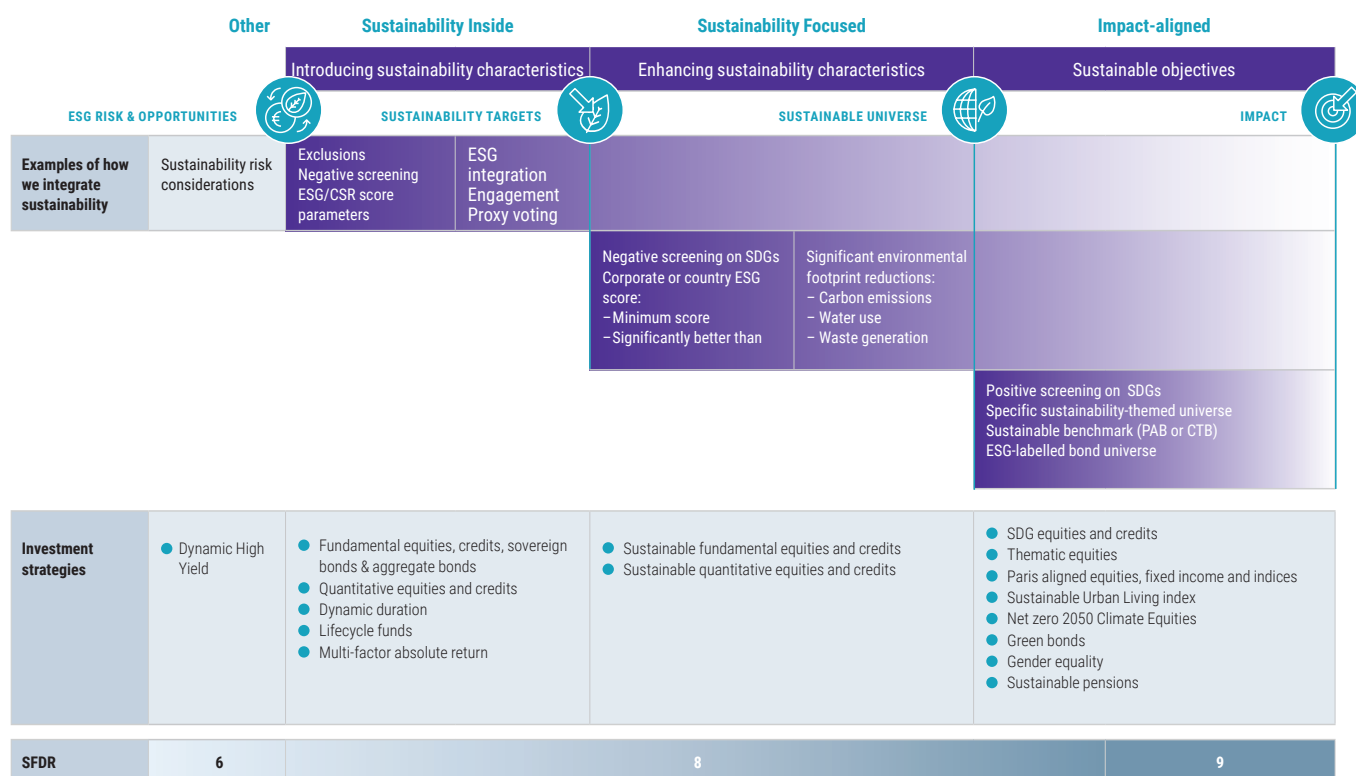 Other
Sustainability Inside
Sustainability Focused
Impact-aligned
Introducing sustainability characteristics
Enhancing sustainability characteristics
Sustainable objectives
ESG RISK & OPPORTUNITIES
€
SUSTAINABILITY TARGETS
SUSTAINABLE UNIVERSE
IMPACT
Examples of how
we integrate
sustainability
Sustainability risk
considerations
Exclusions
Negative screening
ESG/CSR score
parameters
ESG
integration
Engagement
Proxy voting
Negative screening on SDGs
Corporate or country ESG
score:
–Minimum score
–Significantly better than
Significant environmental
footprint reductions:
– Carbon emissions
– Water use
– Waste generation
Positive screening on SDGs
Specific sustainability-themed universe
Sustainable benchmark (PAB or CTB)
ESG-labelled bond universe
Investment
strategies
Dynamic High
Yield
Fundamental equities, credits, sovereign
bonds & aggregate bonds
Quantitative equities and credits
Dynamic duration
Lifecycle funds
Multi-factor absolute return
Sustainable fundamental equities and credits
Sustainable quantitative equities and credits
SDG equities and credits
Thematic equities
Paris aligned equities, fixed income and indices
Sustainable Urban Living index
Net zero 2050 Climate Equities
Green bonds
Gender equality
Sustainable pensions
SFDR
6
8
9